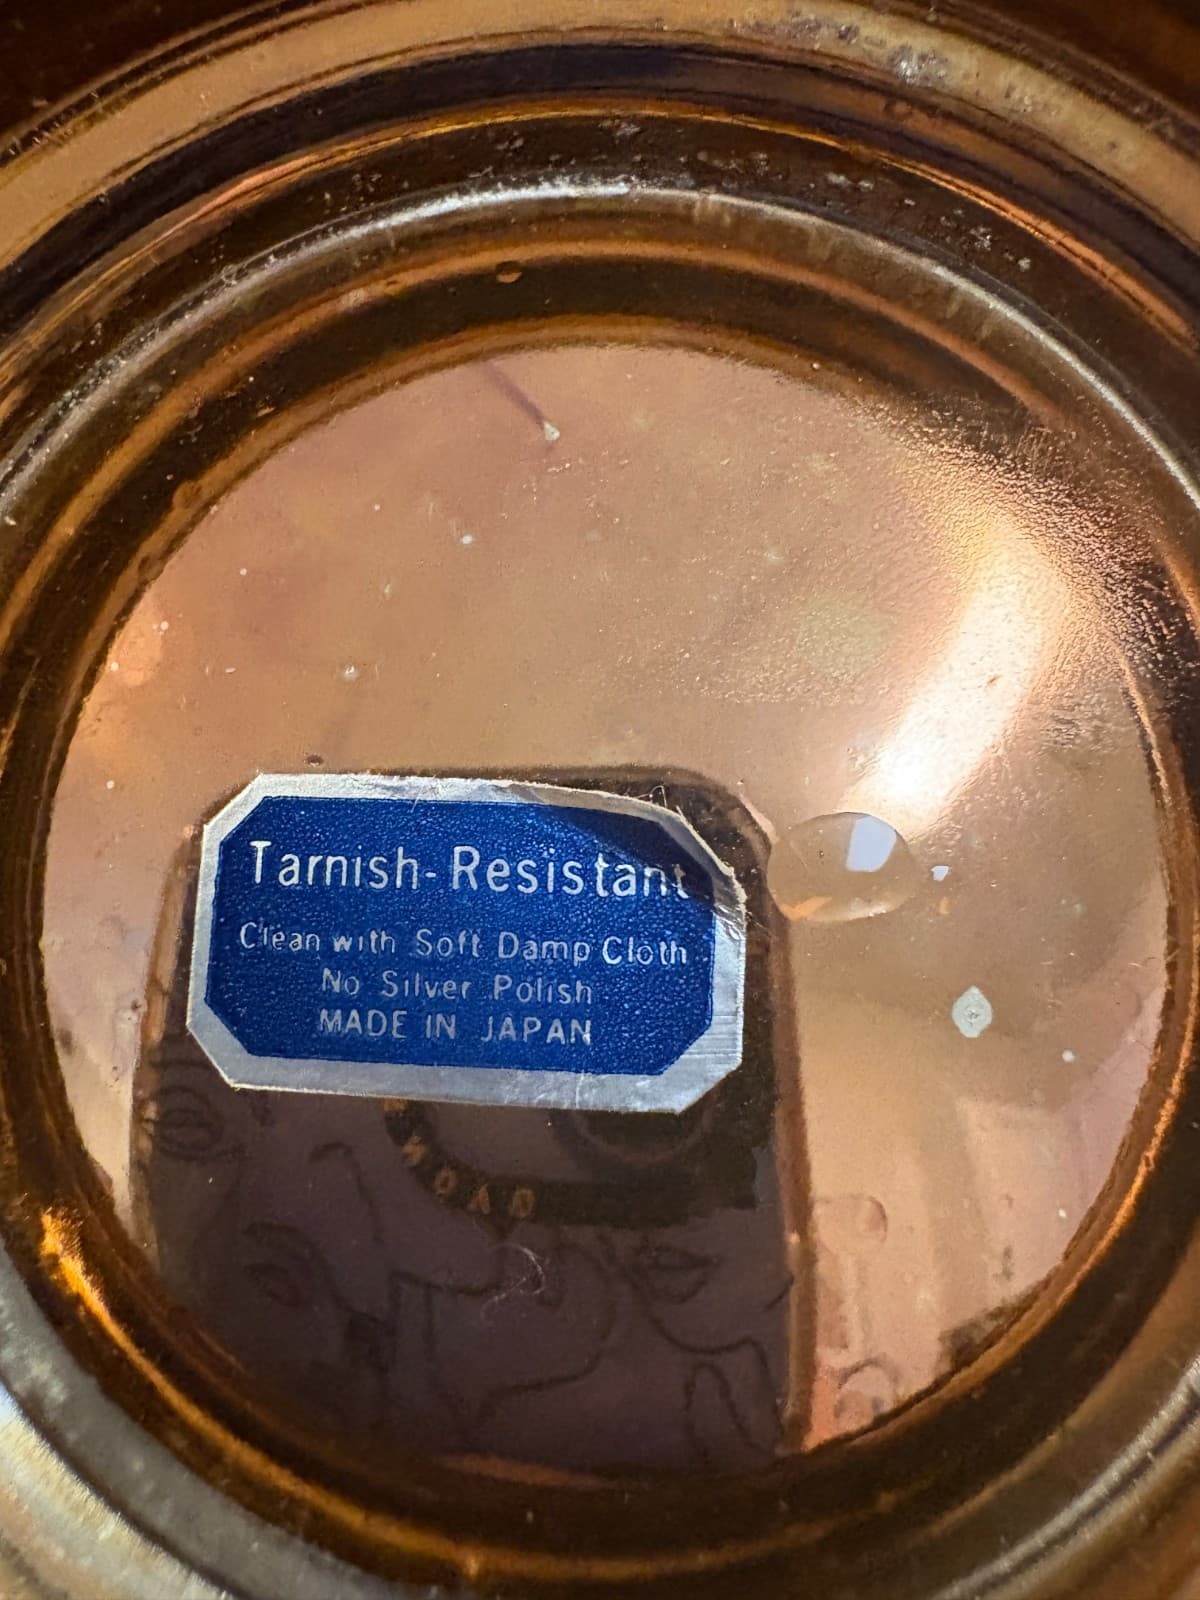 Tarnish-Resistant
Clean with Soft Damp Cloth
No Silver Polish
MADE IN JAPAN